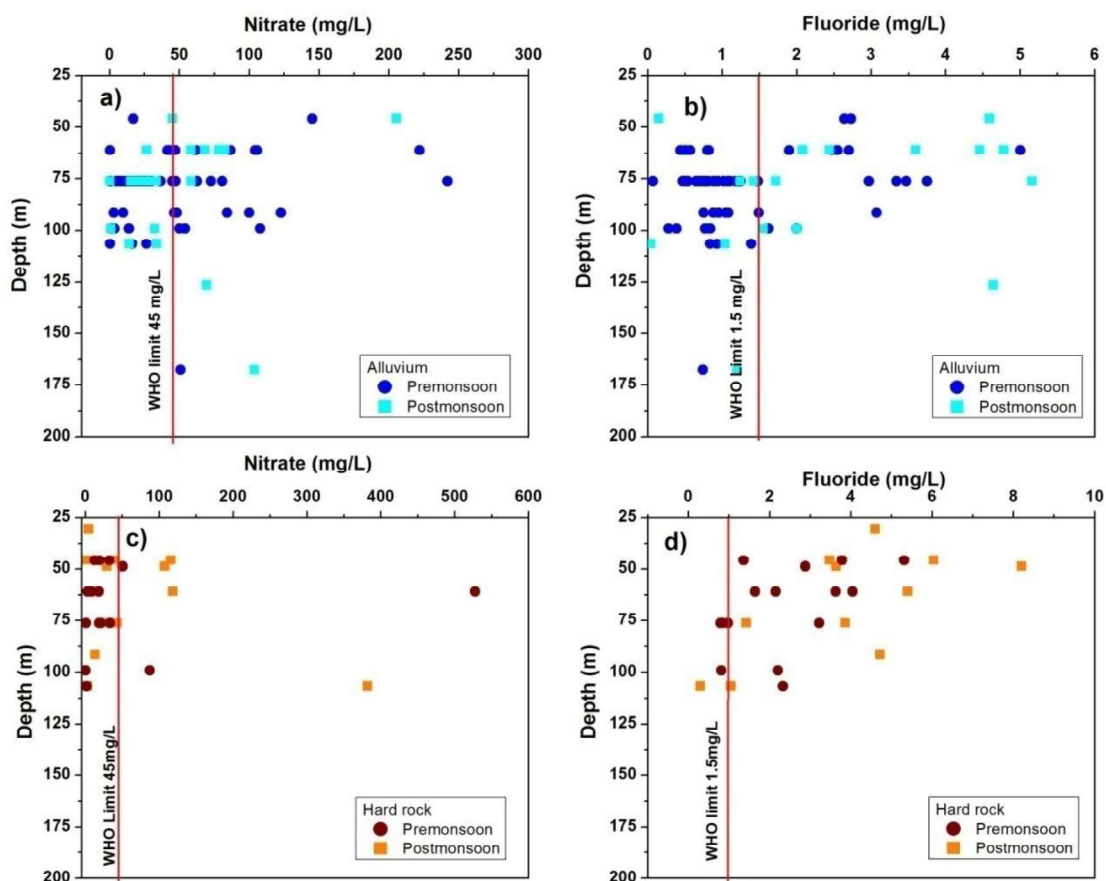 Nitrate (mg/L)
0 50 100 150 200 250 300
Depth (m)
25
50
75
100
125
150
175
200
a)
WHO limit 45 mg/L
Alluvium
Premonsoon
Postmonsoon
Fluoride (mg/L)
0 1 2 3 4 5 6
Depth (m)
25
50
75
100
125
150
175
200
b)
WHO Limit 1.5 mg/L
Alluvium
Premonsoon
Postmonsoon
Nitrate (mg/L)
0 100 200 300 400 500 600
Depth (m)
25
50
75
100
125
150
175
200
c)
WHO Limit 45mg/L
Hard rock
Premonsoon
Postmonsoon
Fluoride (mg/L)
0 2 4 6 8 10
Depth (m)
25
50
75
100
125
150
175
200
d)
WHO limit 1.5mg/L
Hard rock
Premonsoon
Postmonsoon